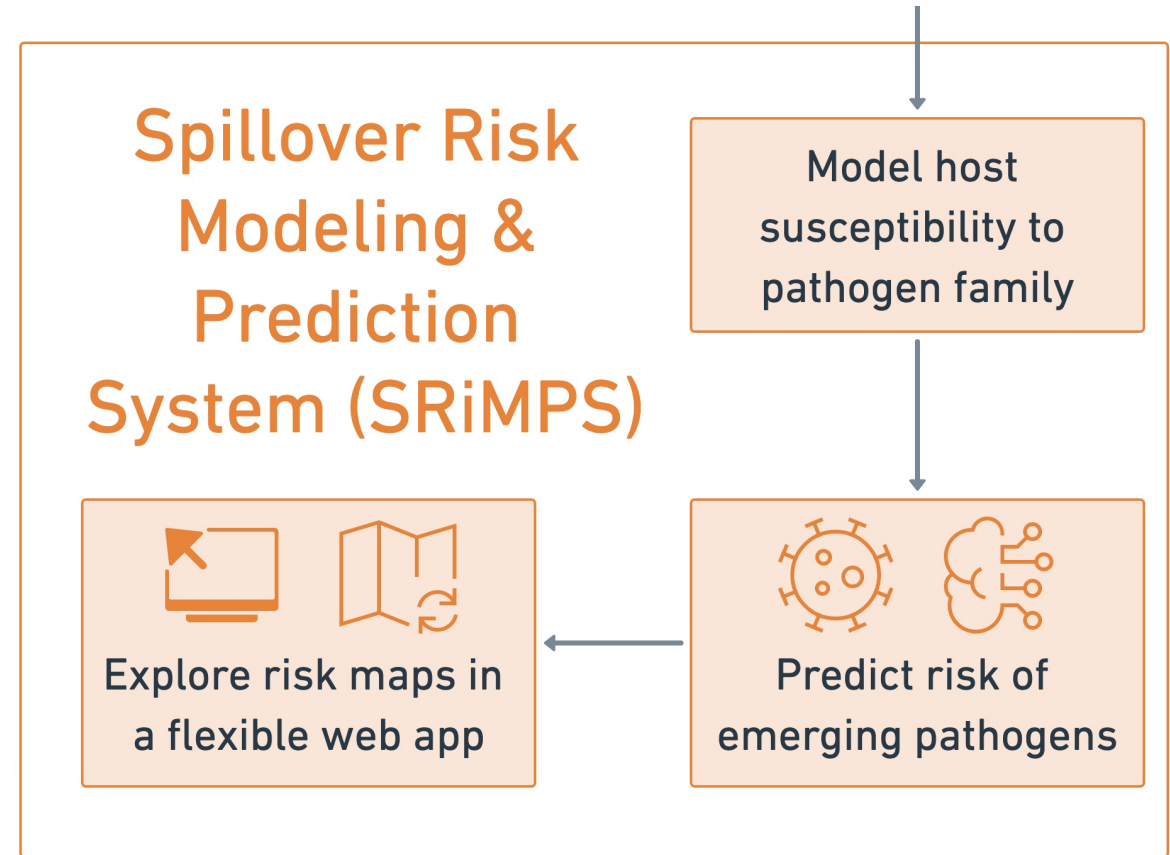 Spillover Risk
Modeling &
Prediction
System (SRiMPS)
Model host
susceptibility to
pathogen family
Predict risk of
emerging pathogens
Explore risk maps in
a flexible web app